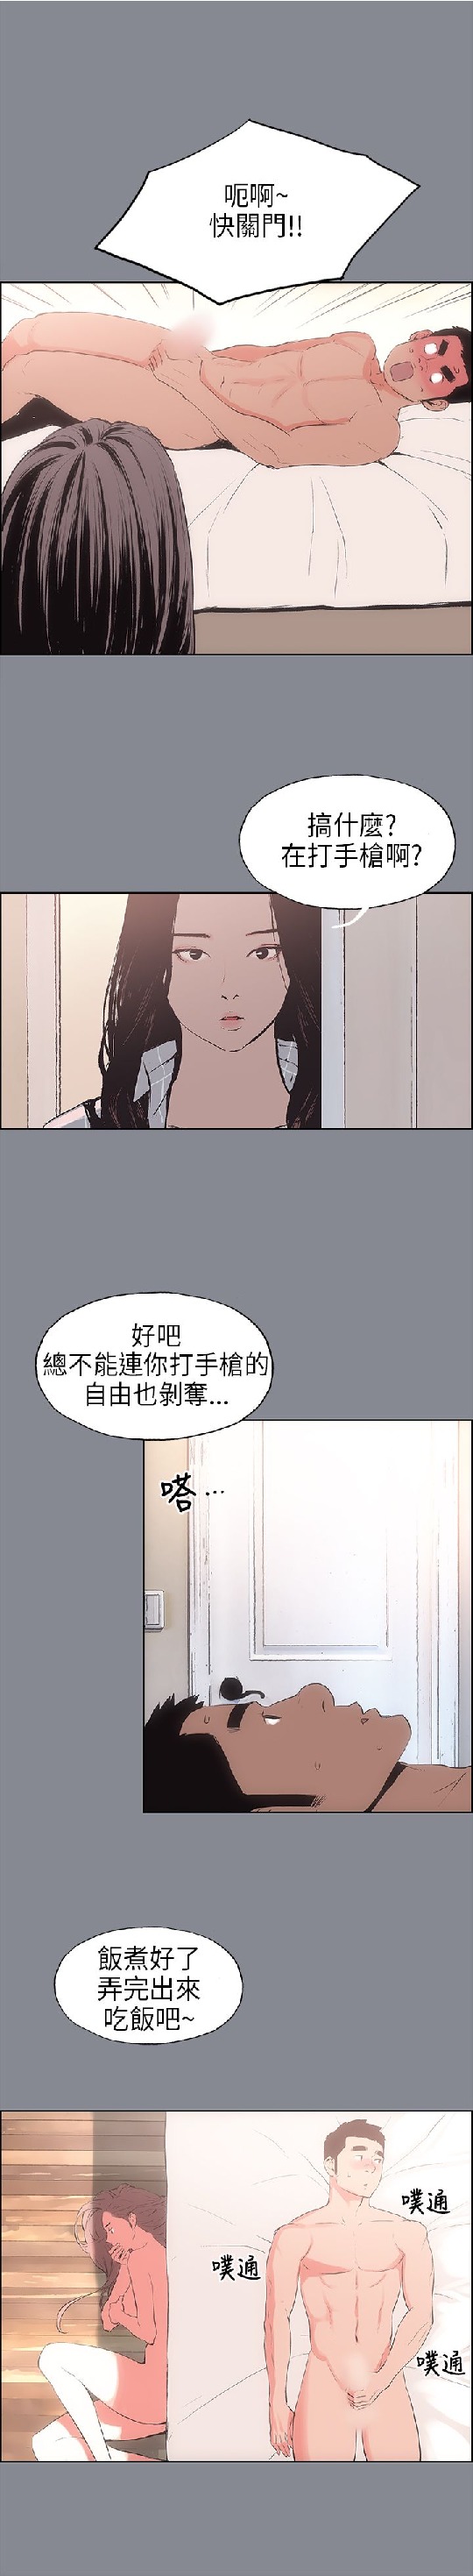 呃啊~
快關門!!
搞什麼?
在打手槍啊?
好吧
總不能連你打手槍的
自由也剝奪...
嗒...
飯煮好了
弄完出來
吃飯吧~
噗通
噗通
噗通